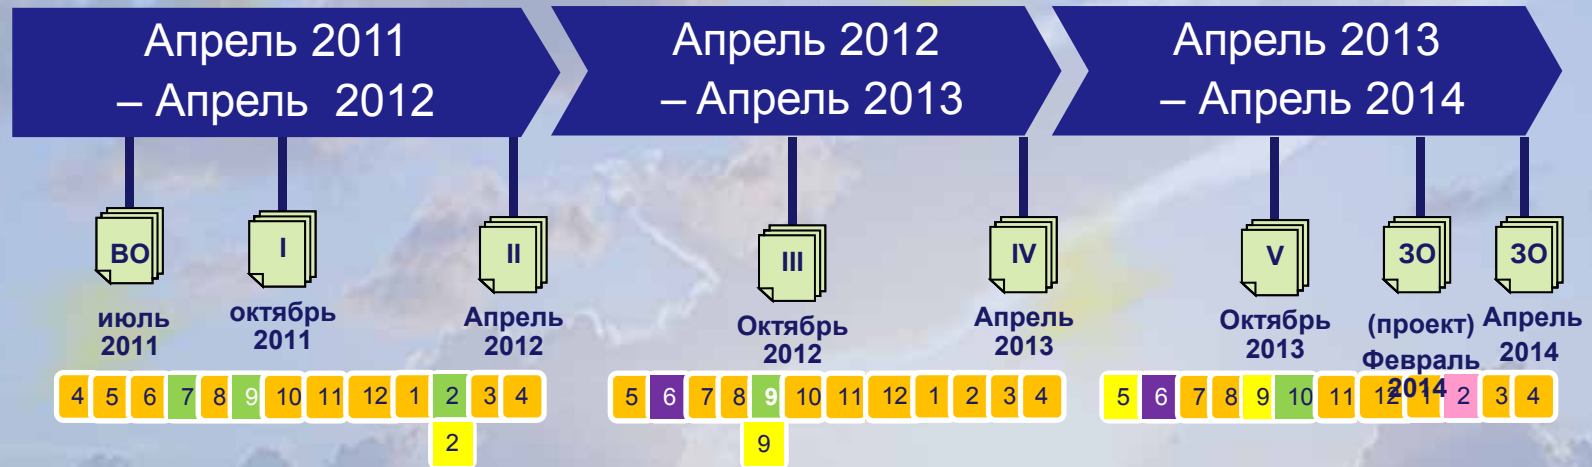 Апрель 2011
– Апрель 2012
Апрель 2012
– Апрель 2013
Апрель 2013
– Апрель 2014
ВО
I
II
III
IV
V
ЗО
ЗО
июль
2011
октябрь
2011
Апрель
2012
Октябрь
2012
Апрель
2013
Октябрь
2013
(проект)
Февраль
2014
Апрель
2014
4 5 6 7 8 9 10 11 12 1 2 3 4
2
5 6 7 8 9 10 11 12 1 2 3 4
9
5 6 7 8 9 10 11 12 1 2 3 4